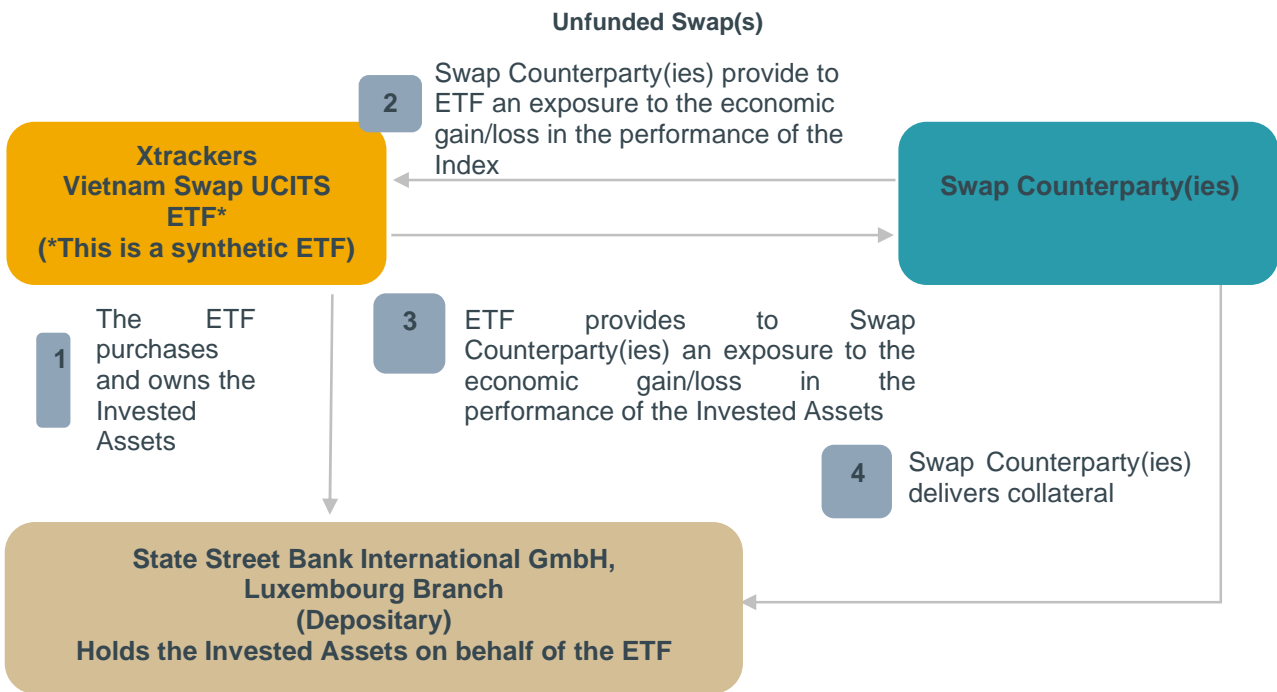 Unfunded Swap(s)
2
Swap Counterparty(ies) provide to
ETF an exposure to the economic
gain/loss in the performance of the
Index
Xtrackers
Vietnam Swap UCITS
ETF*
(*This is a synthetic ETF)
Swap Counterparty(ies)
1
The ETF
purchases
and owns the
Invested
Assets
3
ETF provides to Swap
Counterparty(ies) an exposure to the
economic gain/loss in the
performance of the Invested Assets
4
Swap Counterparty(ies)
delivers collateral
State Street Bank International GmbH,
Luxembourg Branch
(Depositary)
Holds the Invested Assets on behalf of the ETF